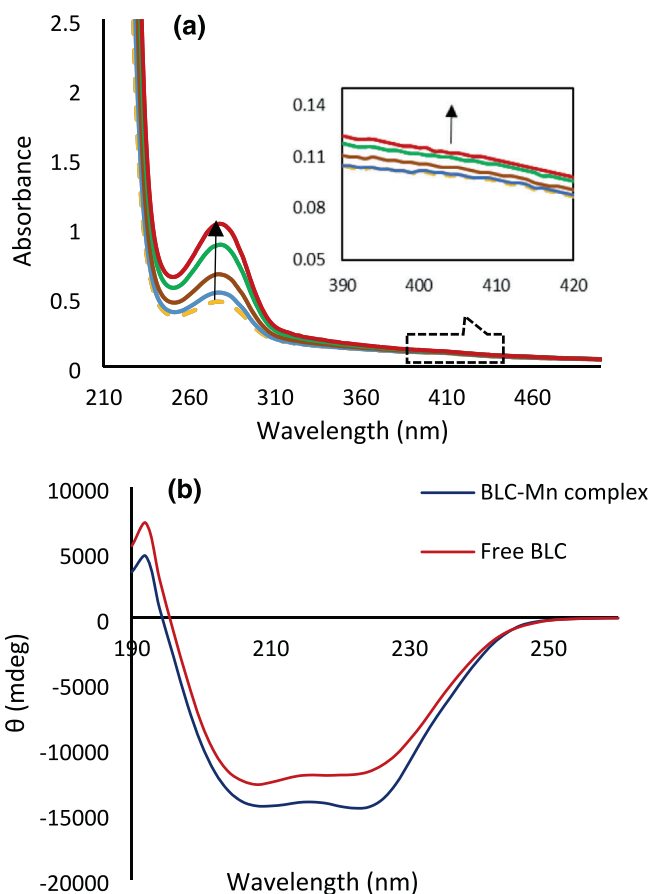 (a)
2.5
2
1.5
1
0.5
0
Absorbance
210 260 310 360 410 460
Wavelength (nm)
0.14
0.11
0.08
0.05
390 400 410 420
(b)
BLC-Mn complex
Free BLC
10000
5000
0
-5000
-10000
-15000
-20000
θ (mdeg)
190 210 230 250
Wavelength (nm)